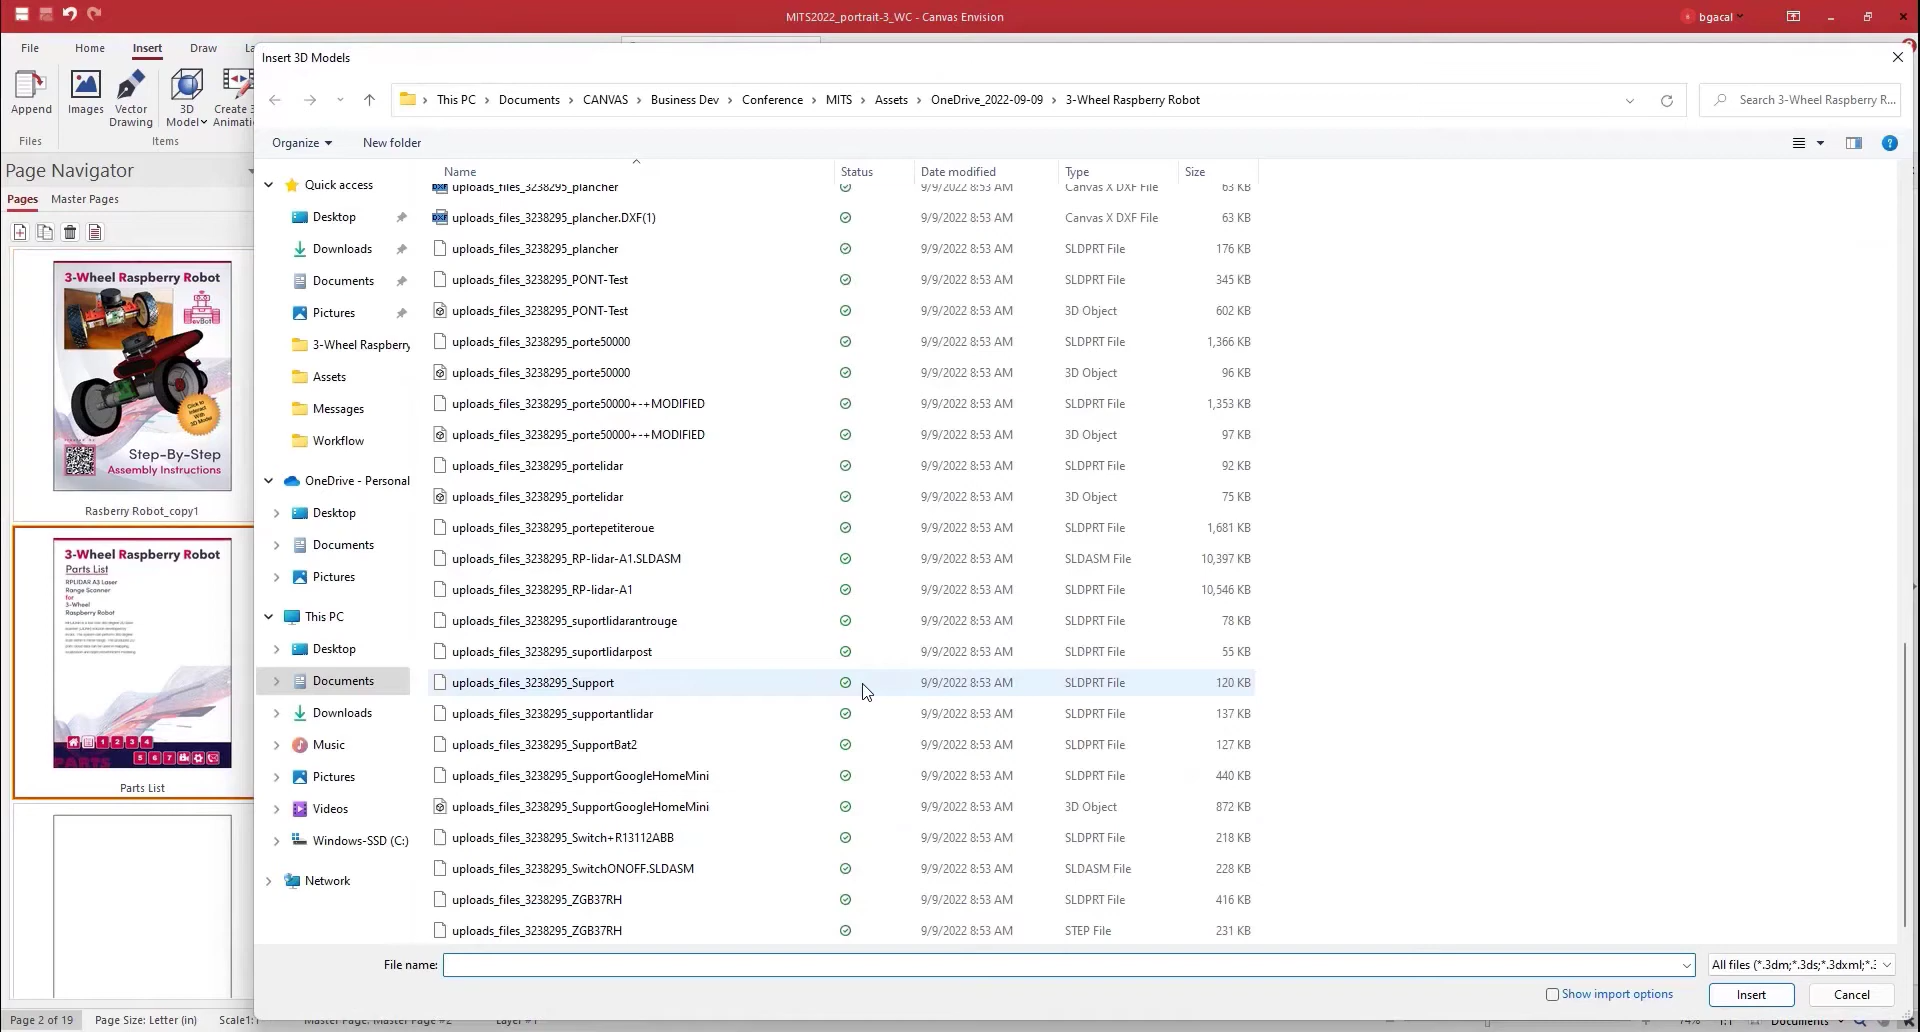 MITS2022_portrait-3_WC - Canvas Envision
bgacal
File Home Insert Draw La
Append
Images
Vector Drawing
3D Model
Create 3 Animati
Files
Items
Page Navigator
Pages Master Pages
3-Wheel Raspberry Robot
evBot
Click to Interact With 3D Model
Step-By-Step
Assembly Instructions
Rasberry Robot_copy1
3-Wheel Raspberry Robot
Parts List
RPLIDAR A3 Laser
Range Scanner
for
3-Wheel
Raspberry Robot
1 2 3 4
5 6 7
PARTS
Parts List
Page 2 of 19 Page Size: Letter (in) Scale1:1 Master Page: Master Page #2 Layer #1 74% 1:1 Documents
Insert 3D Models
This PC Documents CANVAS Business Dev Conference MITS Assets OneDrive_2022-09-09 3-Wheel Raspberry Robot
Search 3-Wheel Raspberry R...
Organize New folder
Quick access
Desktop
Downloads
Documents
Pictures
3-Wheel Raspberry
Assets
Messages
Workflow
OneDrive - Personal
Desktop
Documents
Pictures
This PC
Desktop
Documents
Downloads
Music
Pictures
Videos
Windows-SSD (C:)
Network
Name Status Date modified Type Size
uploads_files_3238295_plancher 9/9/2022 8:53 AM Canvas X DXF File 63 KB
uploads_files_3238295_plancher.DXF(1) 9/9/2022 8:53 AM Canvas X DXF File 63 KB
uploads_files_3238295_plancher 9/9/2022 8:53 AM SLDPRT File 176 KB
uploads_files_3238295_PONT-Test 9/9/2022 8:53 AM SLDPRT File 345 KB
uploads_files_3238295_PONT-Test 9/9/2022 8:53 AM 3D Object 602 KB
uploads_files_3238295_porte50000 9/9/2022 8:53 AM SLDPRT File 1,366 KB
uploads_files_3238295_porte50000 9/9/2022 8:53 AM 3D Object 96 KB
uploads_files_3238295_porte50000+-+MODIFIED 9/9/2022 8:53 AM SLDPRT File 1,353 KB
uploads_files_3238295_porte50000+-+MODIFIED 9/9/2022 8:53 AM 3D Object 97 KB
uploads_files_3238295_portelidar 9/9/2022 8:53 AM SLDPRT File 92 KB
uploads_files_3238295_portelidar 9/9/2022 8:53 AM 3D Object 75 KB
uploads_files_3238295_portepetiteroue 9/9/2022 8:53 AM SLDPRT File 1,681 KB
uploads_files_3238295_RP-lidar-A1.SLDASM 9/9/2022 8:53 AM SLDASM File 10,397 KB
uploads_files_3238295_RP-lidar-A1 9/9/2022 8:53 AM SLDPRT File 10,546 KB
uploads_files_3238295_suportlidarantrouge 9/9/2022 8:53 AM SLDPRT File 78 KB
uploads_files_3238295_suportlidarpost 9/9/2022 8:53 AM SLDPRT File 55 KB
uploads_files_3238295_Support 9/9/2022 8:53 AM SLDPRT File 120 KB
uploads_files_3238295_supportantlidar 9/9/2022 8:53 AM SLDPRT File 137 KB
uploads_files_3238295_SupportBat2 9/9/2022 8:53 AM SLDPRT File 127 KB
uploads_files_3238295_SupportGoogleHomeMini 9/9/2022 8:53 AM SLDPRT File 440 KB
uploads_files_3238295_SupportGoogleHomeMini 9/9/2022 8:53 AM 3D Object 872 KB
uploads_files_3238295_Switch+R13112ABB 9/9/2022 8:53 AM SLDPRT File 218 KB
uploads_files_3238295_SwitchONOFF.SLDASM 9/9/2022 8:53 AM SLDASM File 228 KB
uploads_files_3238295_ZGB37RH 9/9/2022 8:53 AM SLDPRT File 416 KB
uploads_files_3238295_ZGB37RH 9/9/2022 8:53 AM STEP File 231 KB
File name:
All files (*.3dm;*.3ds;*.3dxml;*.:
Show import options
Insert Cancel